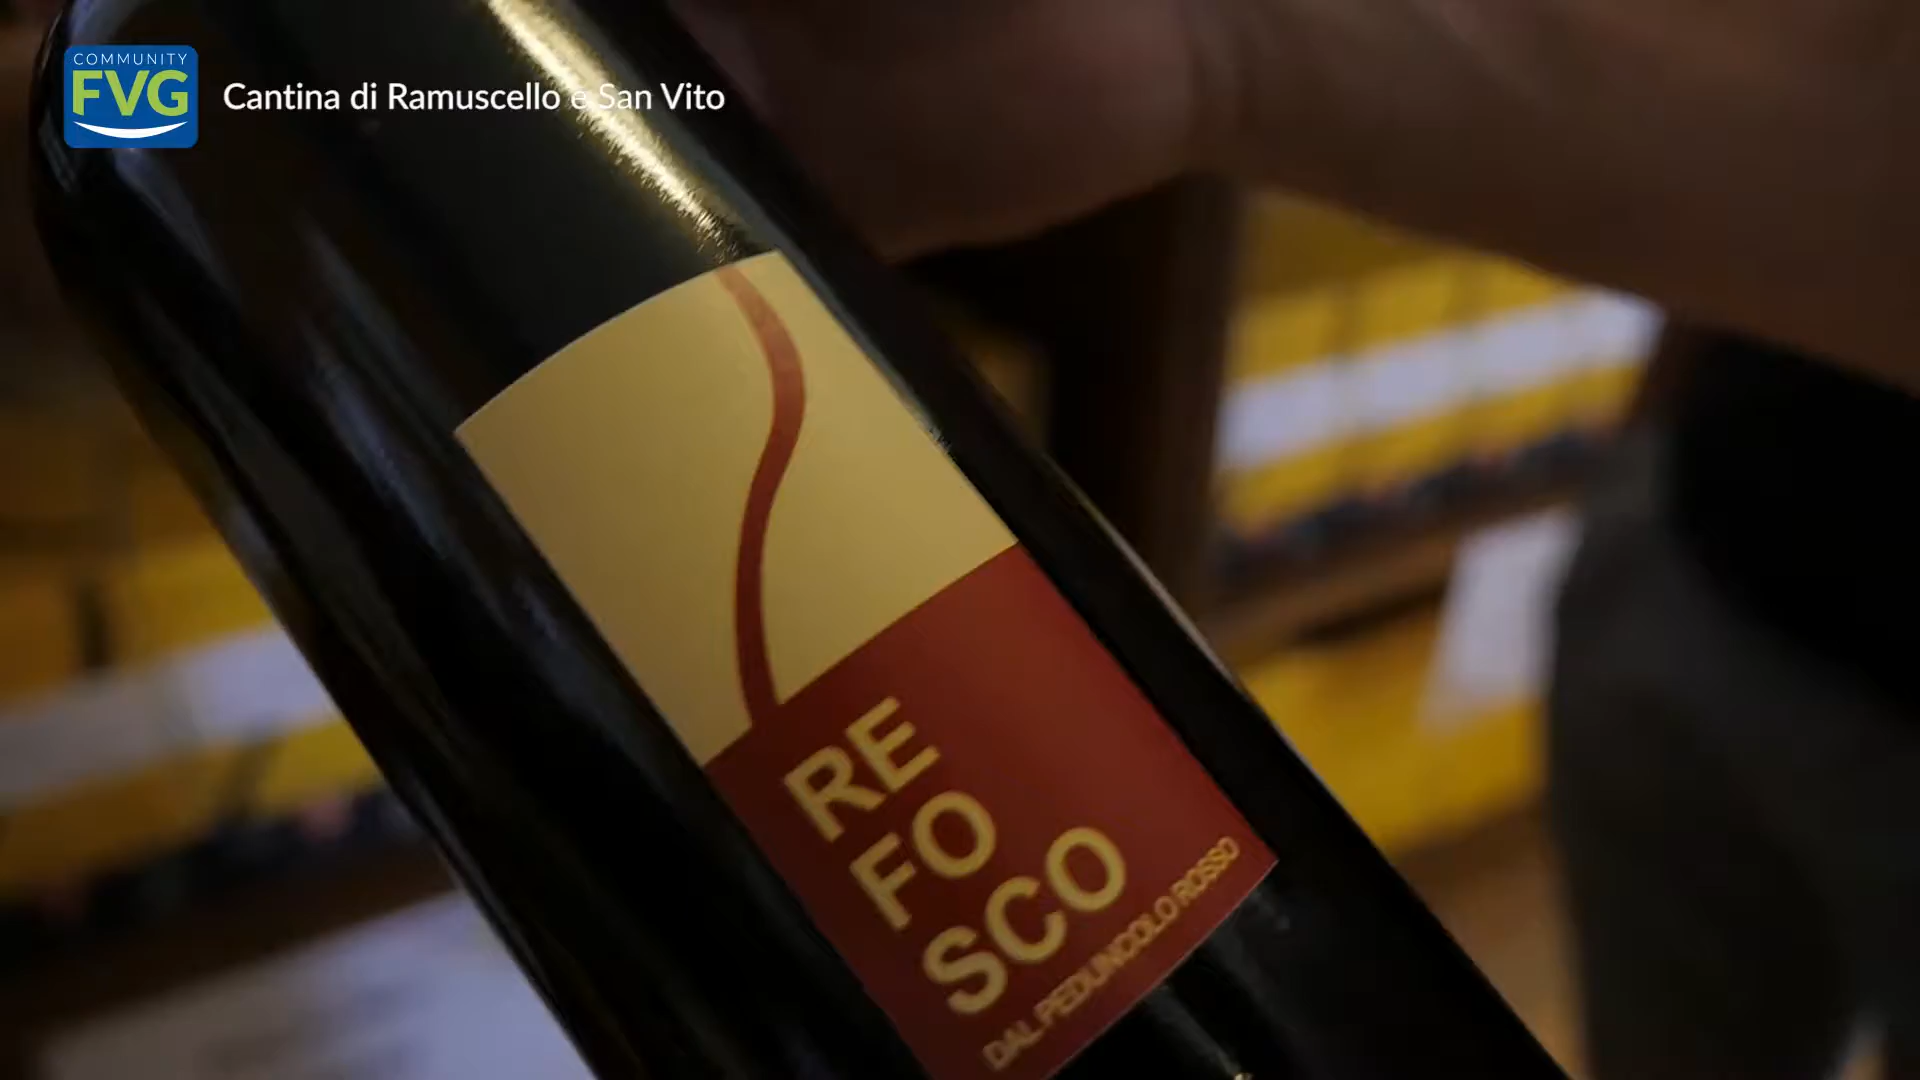 COMMUNITY
FVG
Cantina di Ramuscello e San Vito
RE
FO
SCO
DAL PEDUNCOLO ROSSO